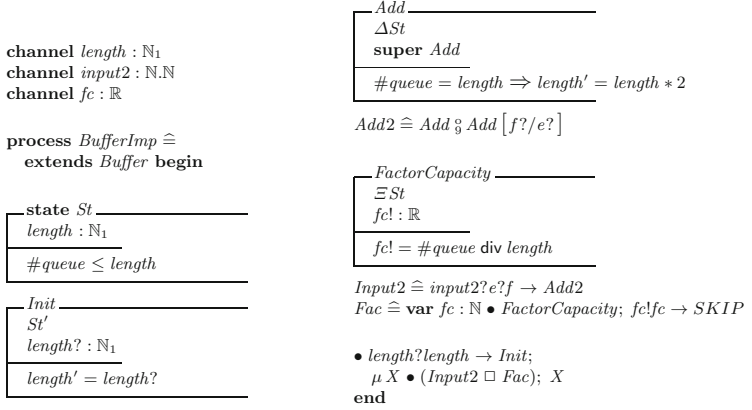 channel length : ℕ₁
channel input2 : ℕ.ℕ
channel fc : ℝ
process BufferImp ≙
extends Buffer begin
state St
length : ℕ₁
#queue ≤ length
Init
St′
length? : ℕ₁
length′ = length?
Add
ΔSt
super Add
#queue = length ⇒ length′ = length ∗ 2
Add2 ≙ Add ⨟ Add [f?/e?]
FactorCapacity
ΞSt
fc! : ℝ
fc! = #queue div length
Input2 ≙ input2?e?f → Add2
Fac ≙ var fc : ℕ • FactorCapacity; fc!fc → SKIP
• length?length → Init;
μ X • (Input2 □ Fac); X
end